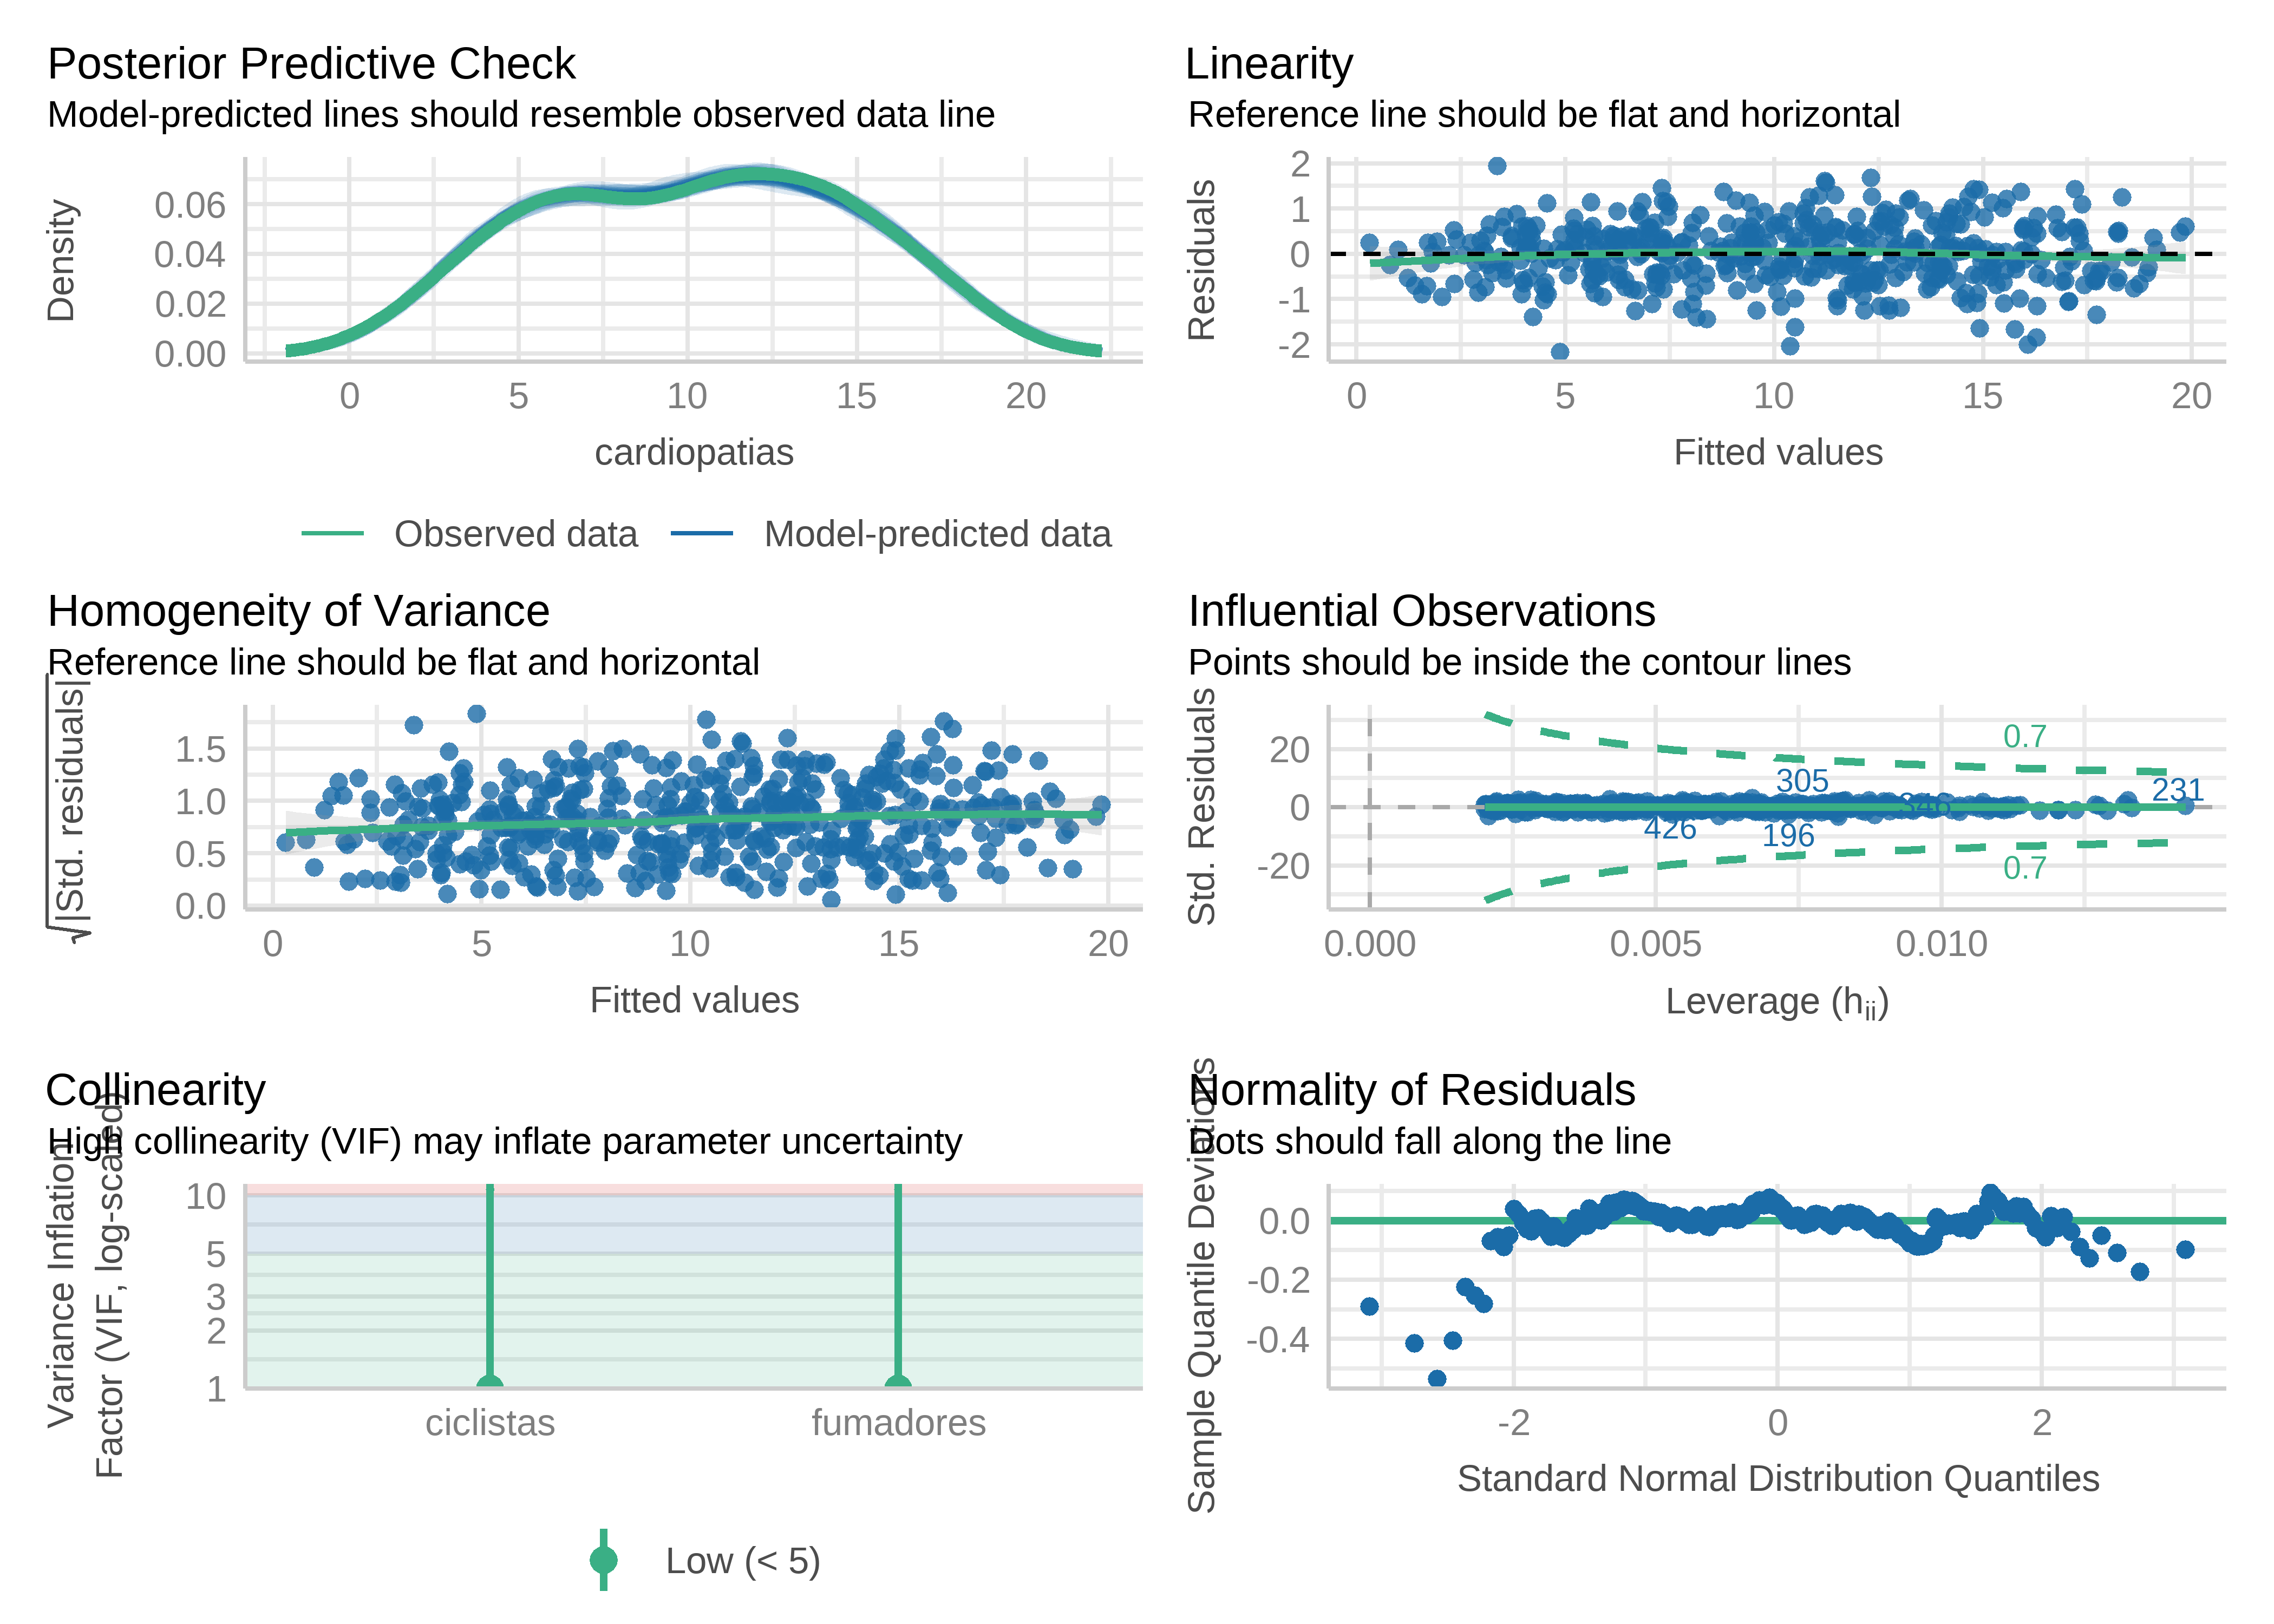 Posterior Predictive Check
Model-predicted lines should resemble observed data line
Density
0.06
0.04
0.02
0.00
0 5 10 15 20
cardiopatias
Observed data Model-predicted data
Linearity
Reference line should be flat and horizontal
Residuals
2
1
0
-1
-2
0 5 10 15 20
Fitted values
Homogeneity of Variance
Reference line should be flat and horizontal
√|Std. residuals|
1.5
1.0
0.5
0.0
0 5 10 15 20
Fitted values
Influential Observations
Points should be inside the contour lines
Std. Residuals
20
0
-20
0.7
305
231
346
426
196
0.7
0.000 0.005 0.010
Leverage (hii)
Collinearity
High collinearity (VIF) may inflate parameter uncertainty
Variance Inflation
Factor (VIF, log-scaled)
10
5
3
2
1
ciclistas fumadores
Low (< 5)
Normality of Residuals
Dots should fall along the line
Sample Quantile Deviations
0.0
-0.2
-0.4
-2 0 2
Standard Normal Distribution Quantiles